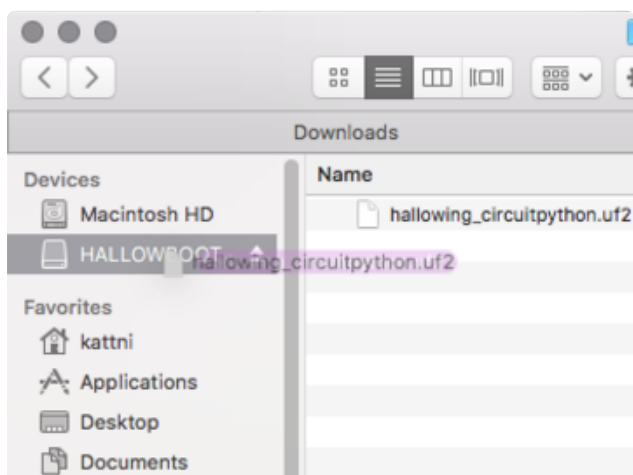 Downloads
Devices
Macintosh HD
HALLOWBOOT
Favorites
kattni
Applications
Desktop
Documents
Name
hallowing_circuitpython.uf2
hallowing_circuitpython.uf2